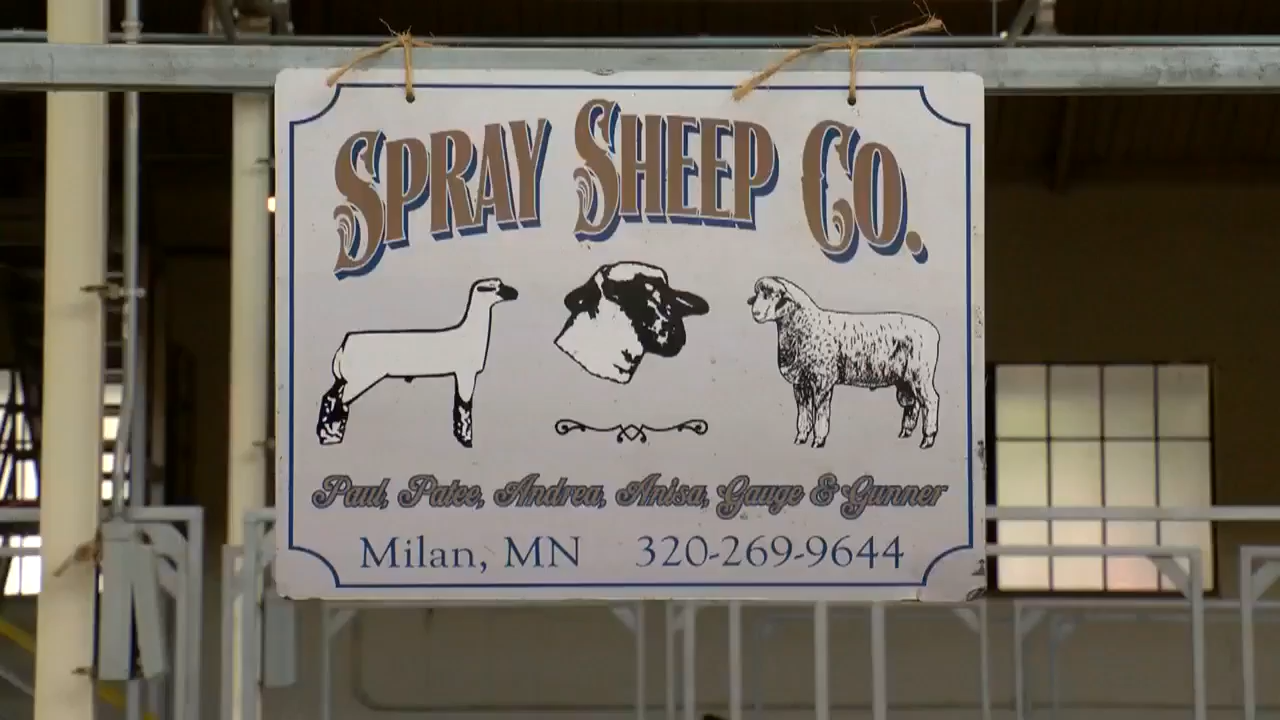 SPRAY SHEEP CO.
Paul, Patee, Andrea, Anisa, Gauge & Gunner
Milan, MN 320-269-9644